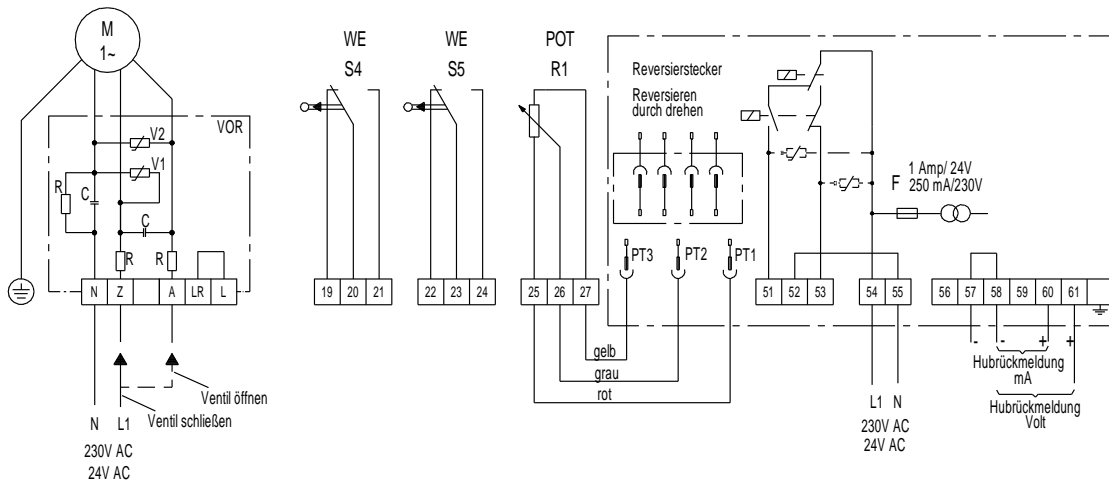 M
1~
VOR
V2
V1
R
C
C
R
R
N Z A LR L
Ventil öffnen
Ventil schließen
N L1
230V AC
24V AC
WE
S4
19 20 21
WE
S5
22 23 24
POT
R1
25 26 27
gelb
grau
rot
Reversierstecker
Reversieren
durch drehen
PT3 PT2 PT1
F
1 Amp/ 24V
250 mA/230V
51 52 53
54 55
56 57 58 59 60 61
L1 N
230V AC
24V AC
- - + +
Hubrückmeldung
mA
Hubrückmeldung
Volt